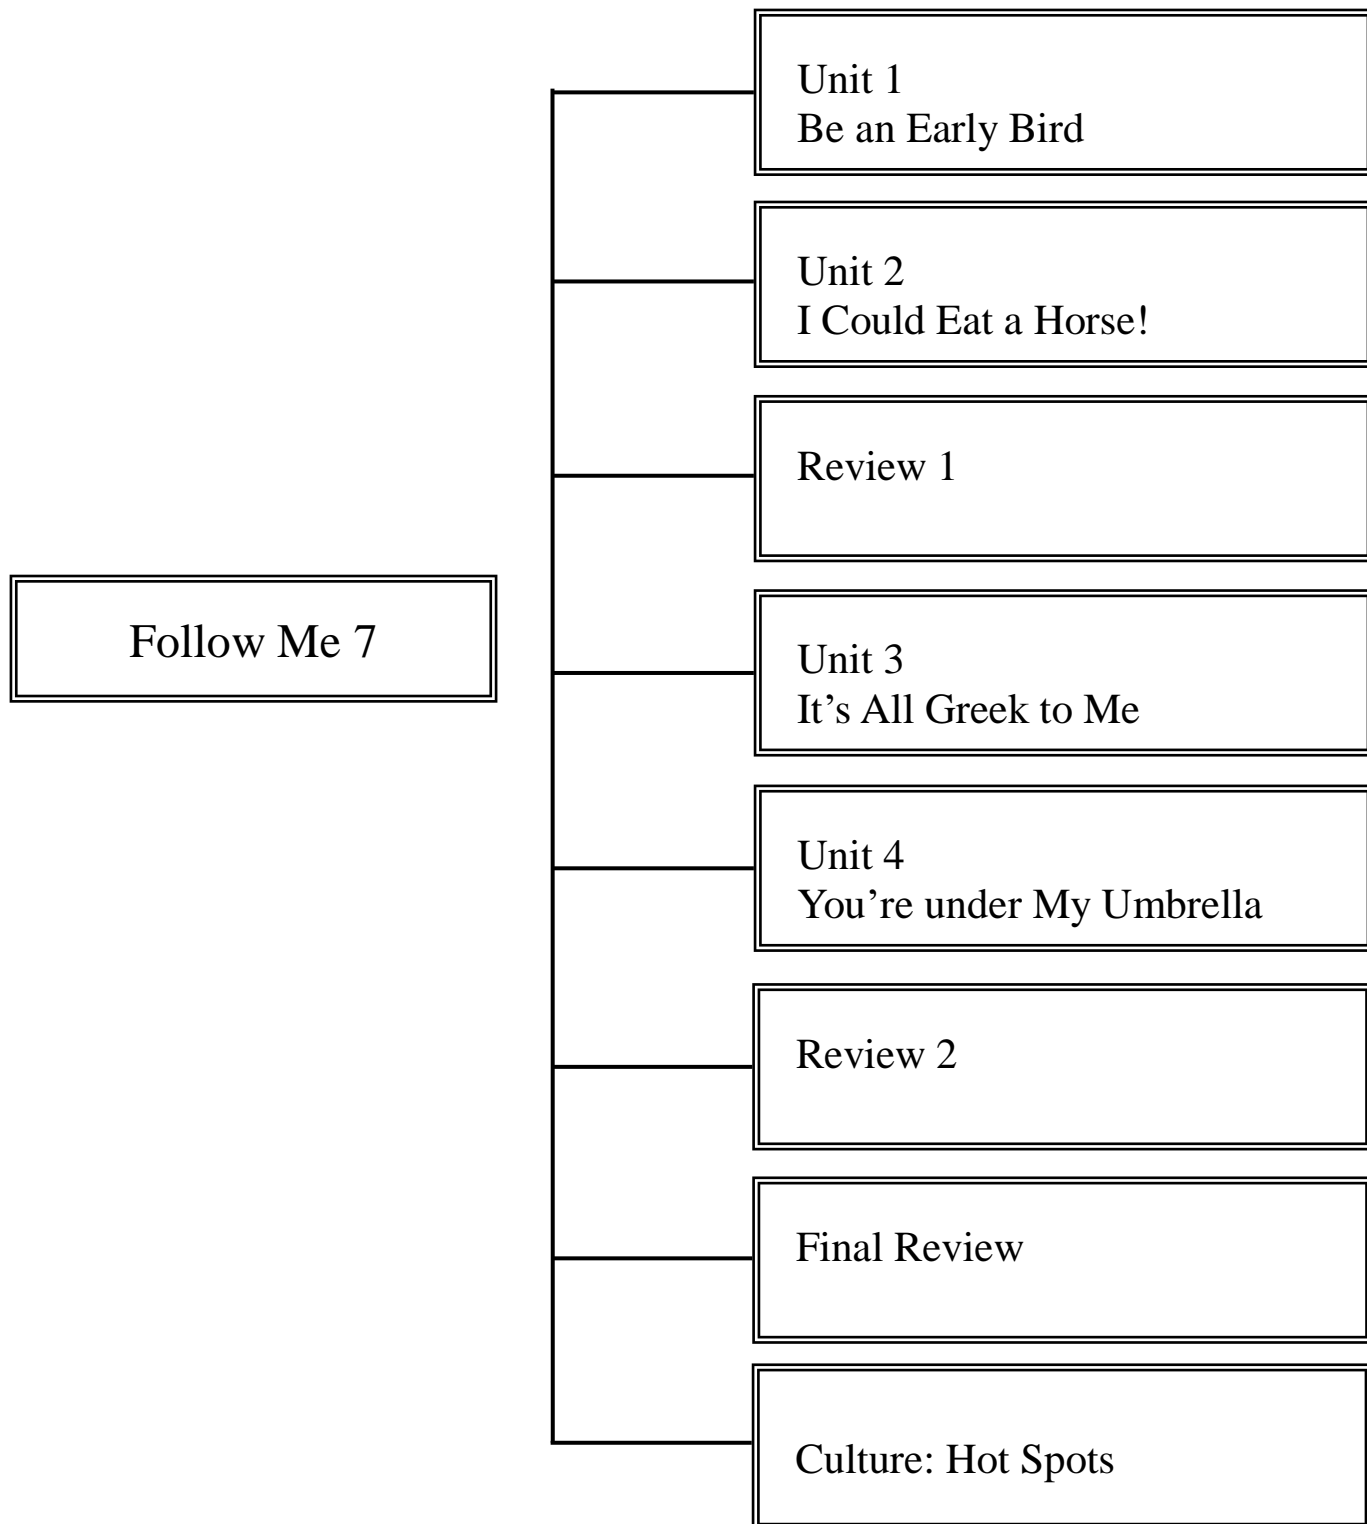 Follow Me 7
Unit 1
Be an Early Bird
Unit 2
I Could Eat a Horse!
Review 1
Unit 3
It’s All Greek to Me
Unit 4
You’re under My Umbrella
Review 2
Final Review
Culture: Hot Spots